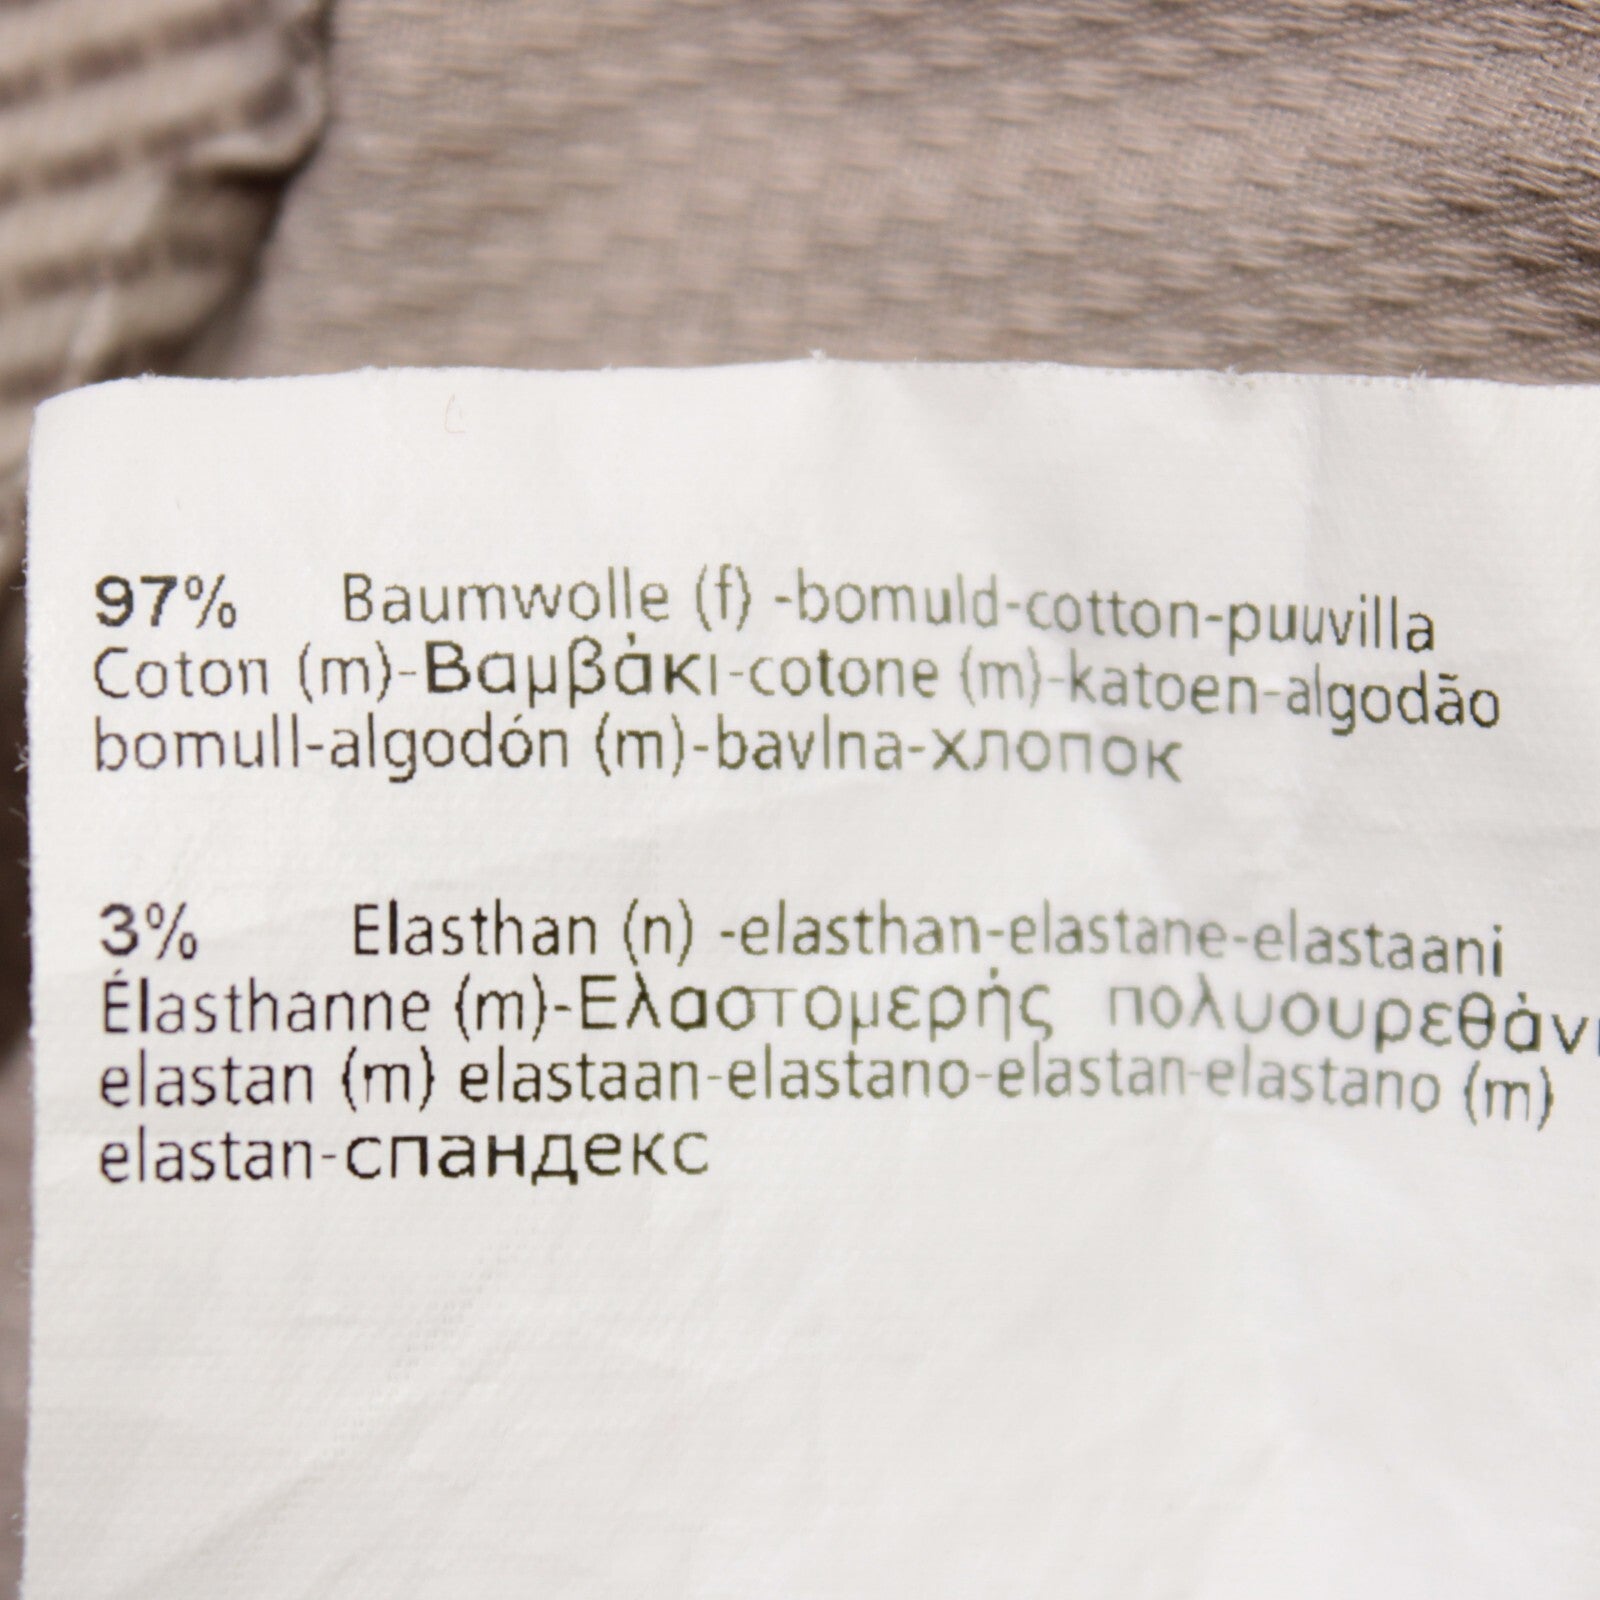 97% Baumwolle (f) -bomuld-cotton-puuvilla
Coton (m)-Βαμβάκι-cotone (m)-katoen-algodão
bomull-algodón (m)-bavlna-хлопок
3% Elasthan (n) -elasthan-elastane-elastaani
Élasthanne (m)-Ελαστομερής
elastan (m) elastaan-elastano-elastan-elastano (m)
elastan-спандекс